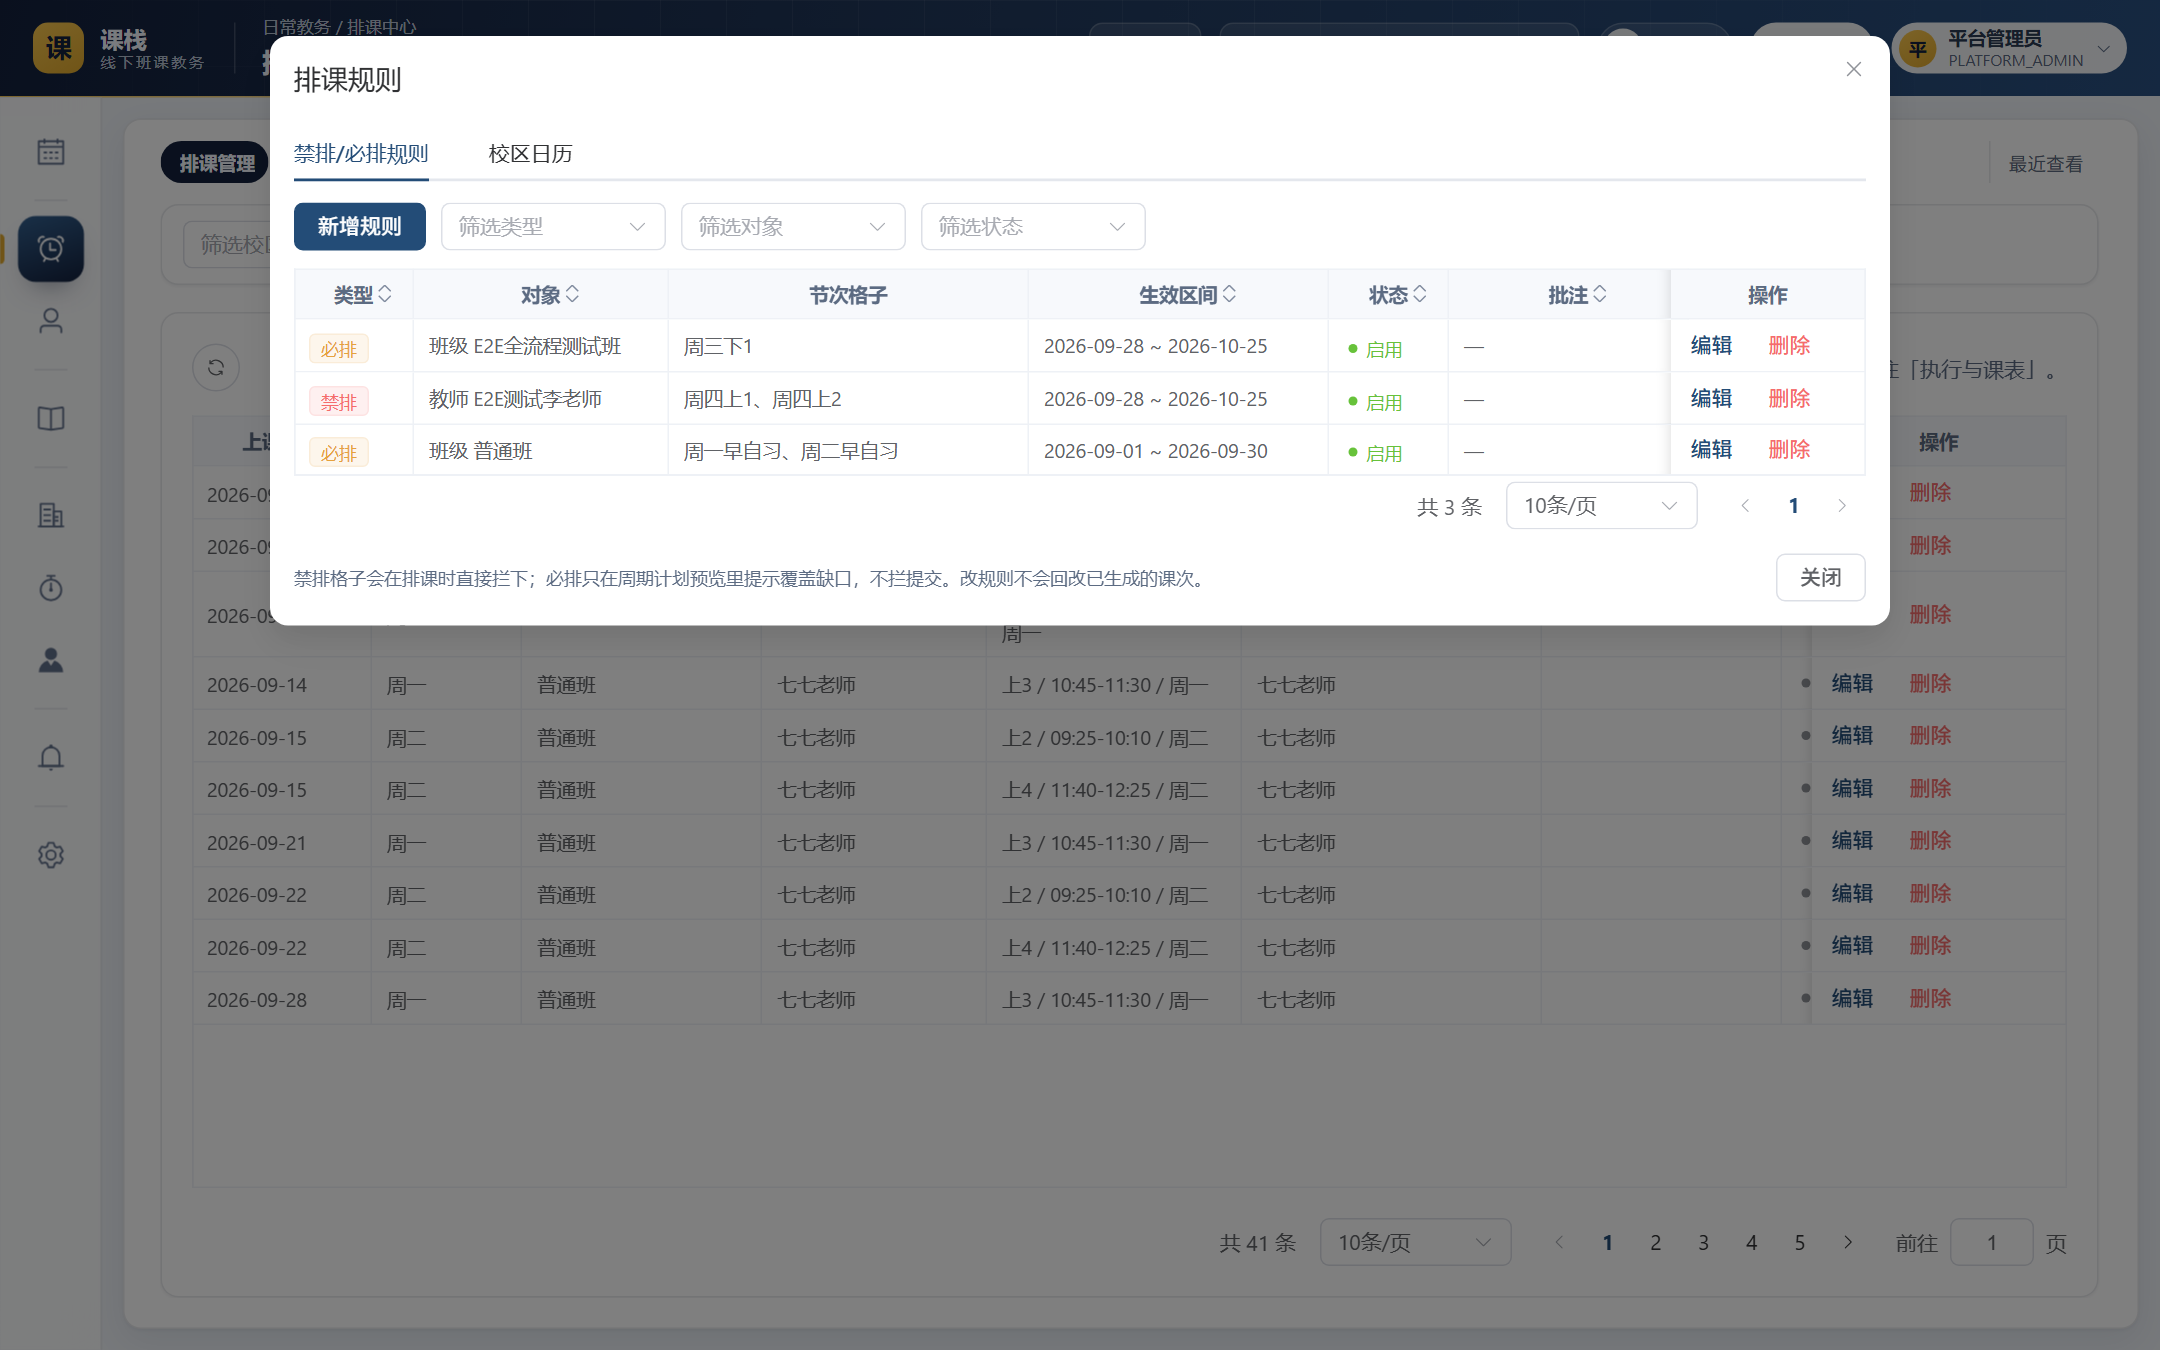 课
课栈
线下班课教务
日常教务 / 排课中心
平
平台管理员
PLATFORM_ADMIN
排课规则
禁排/必排规则
校区日历
排课管理
最近查看
新增规则
筛选类型
筛选对象
筛选状态
筛选校
类型
对象
节次格子
生效区间
状态
批注
操作
必排
班级 E2E全流程测试班
周三下1
2026-09-28 ~ 2026-10-25
启用
—
编辑
删除
禁排
教师 E2E测试李老师
周四上1、周四上2
2026-09-28 ~ 2026-10-25
启用
—
编辑
删除
必排
班级 普通班
周一早自习、周二早自习
2026-09-01 ~ 2026-09-30
启用
—
编辑
删除
共 3 条
10条/页
1
禁排格子会在排课时直接拦下；必排只在周期计划预览里提示覆盖缺口，不拦提交。改规则不会回改已生成的课次。
关闭
「执行与课表」。
上
操作
2026-0
删除
2026-0
删除
2026-0
周一
删除
2026-09-14
周一
普通班
七七老师
上3 / 10:45-11:30 / 周一
七七老师
编辑
删除
2026-09-15
周二
普通班
七七老师
上2 / 09:25-10:10 / 周二
七七老师
编辑
删除
2026-09-15
周二
普通班
七七老师
上4 / 11:40-12:25 / 周二
七七老师
编辑
删除
2026-09-21
周一
普通班
七七老师
上3 / 10:45-11:30 / 周一
七七老师
编辑
删除
2026-09-22
周二
普通班
七七老师
上2 / 09:25-10:10 / 周二
七七老师
编辑
删除
2026-09-22
周二
普通班
七七老师
上4 / 11:40-12:25 / 周二
七七老师
编辑
删除
2026-09-28
周一
普通班
七七老师
上3 / 10:45-11:30 / 周一
七七老师
编辑
删除
共 41 条
10条/页
1
2
3
4
5
前往
1
页